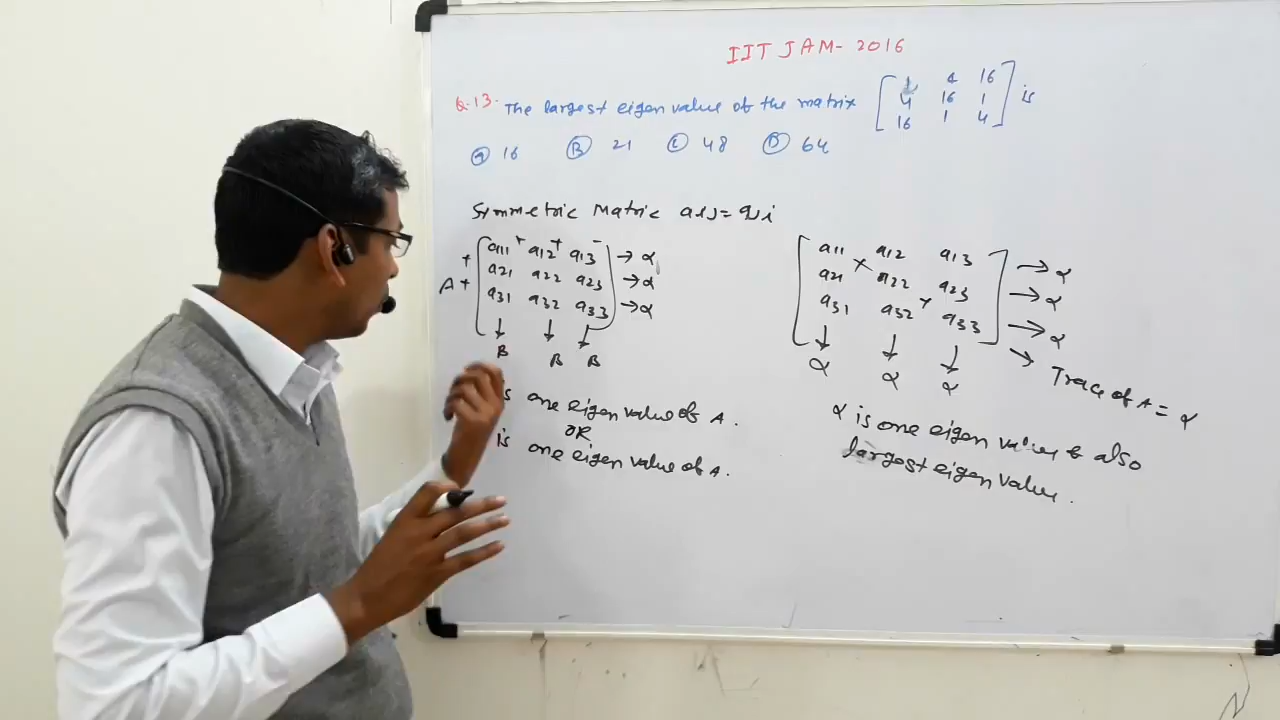 IIT JAM- 2016
Q.13. The largest eigen value of the matrix [1 4 16
4 16 1
16 1 4] is
(a) 16 (B) 21 (C) 48 (D) 64
Symmetric Matric aij = aji
a11 + a12 + a13 → α
A a21 a22 a23 → α
a31 a32 a33 → α
↓ ↓ ↓
B B B
is one eigen value of A.
OR
is one eigen value of A.
a11 a12 a13 → α
a21 a22 a23 → α
a31 a32 a33 → α
↓ ↓ ↓
α α α
Trace of A = α
α is one eigen value & also
largest eigen value.